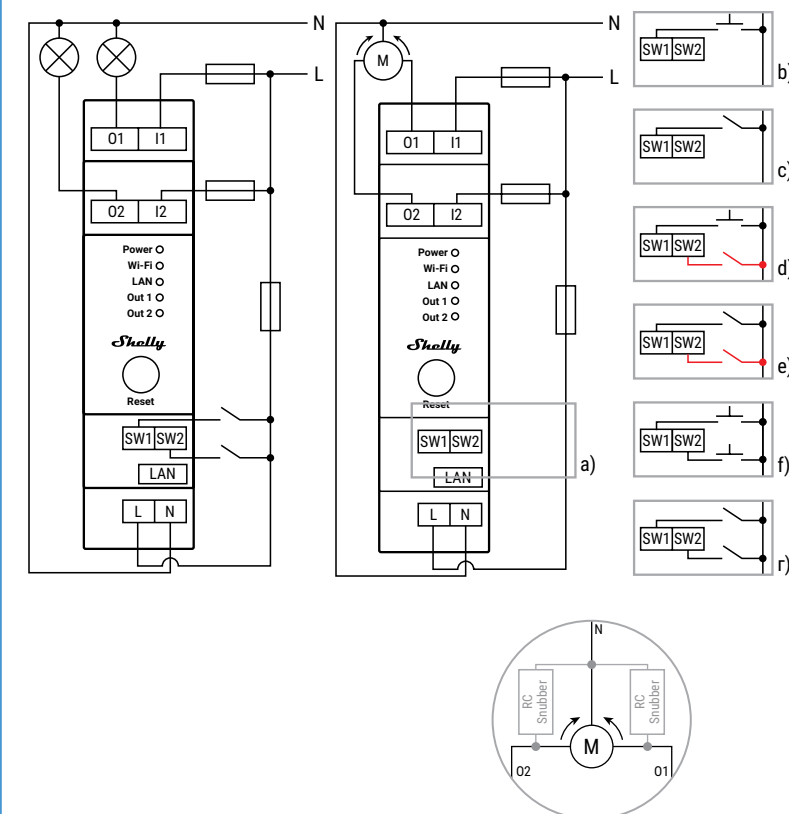 N
L
O1 I1
O2 I2
Power
Wi-Fi
LAN
Out 1
Out 2
Shelly
Reset
SW1 SW2
LAN
L N
N
L
M
O1 I1
O2 I2
Power
Wi-Fi
LAN
Out 1
Out 2
Shelly
Reset
SW1 SW2
LAN
a)
L N
SW1 SW2
b)
SW1 SW2
c)
SW1 SW2
d)
SW1 SW2
e)
SW1 SW2
f)
SW1 SW2
г)
N
RC
Snubber
RC
Snubber
M
O2
O1